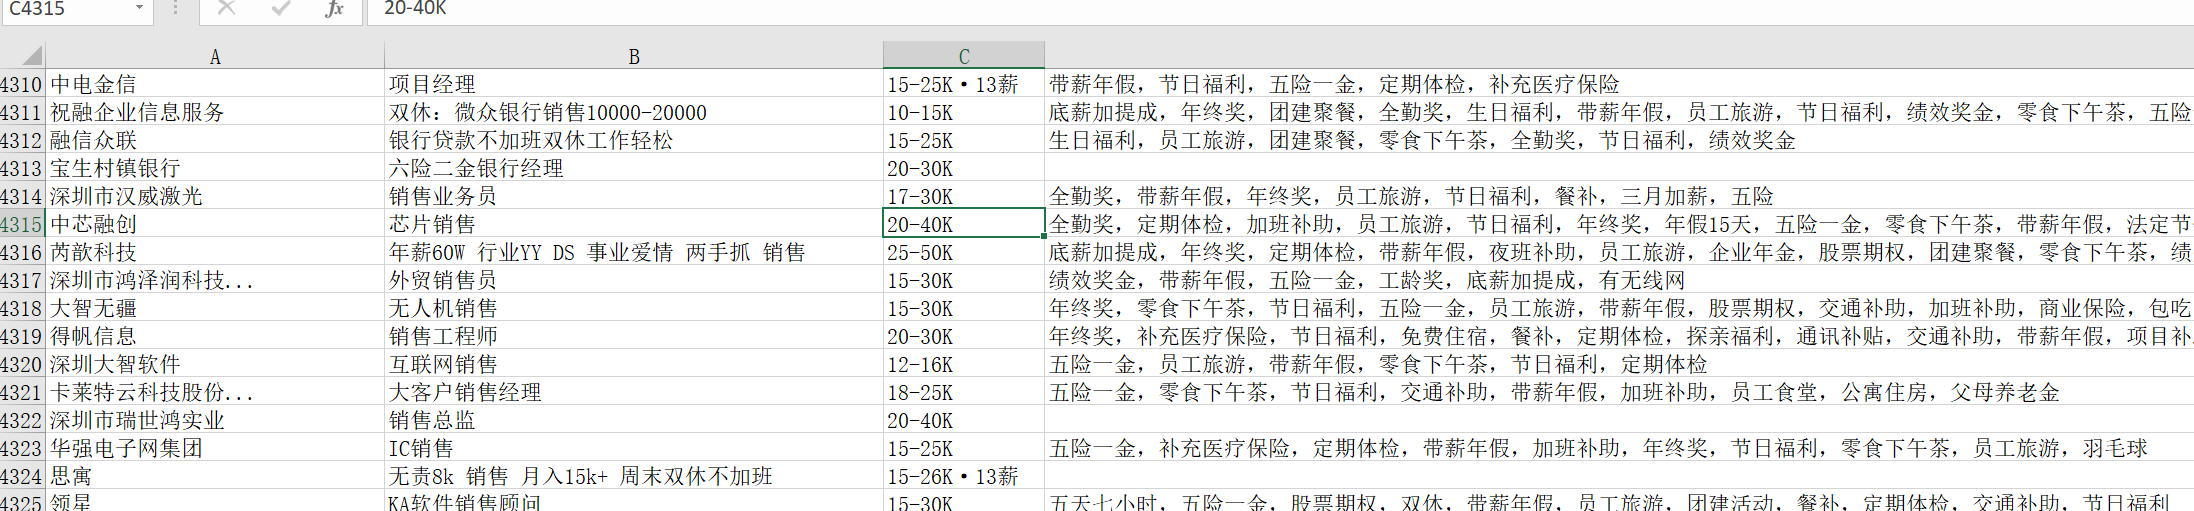 C4315 fx 20-40K
A B C
4310 中电金信 项目经理 15-25K·13薪 带薪年假，节日福利，五险一金，定期体检，补充医疗保险
4311 祝融企业信息服务 双休：微众银行销售10000-20000 10-15K 底薪加提成，年终奖，团建聚餐，全勤奖，生日福利，带薪年假，员工旅游，节日福利，绩效奖金，零食下午茶，五险
4312 融信众联 银行贷款不加班双休工作轻松 15-25K 生日福利，员工旅游，团建聚餐，零食下午茶，全勤奖，节日福利，绩效奖金
4313 宝生村镇银行 六险二金银行经理 20-30K
4314 深圳市汉威激光 销售业务员 17-30K 全勤奖，带薪年假，年终奖，员工旅游，节日福利，餐补，三月加薪，五险
4315 中芯融创 芯片销售 20-40K 全勤奖，定期体检，加班补助，员工旅游，节日福利，年终奖，年假15天，五险一金，零食下午茶，带薪年假，法定节
4316 芮歆科技 年薪60W 行业YY DS 事业爱情 两手抓 销售 25-50K 底薪加提成，年终奖，定期体检，带薪年假，夜班补助，员工旅游，企业年金，股票期权，团建聚餐，零食下午茶，绩
4317 深圳市鸿泽润科技... 外贸销售员 15-30K 绩效奖金，带薪年假，五险一金，工龄奖，底薪加提成，有无线网
4318 大智无疆 无人机销售 15-30K 年终奖，零食下午茶，节日福利，五险一金，员工旅游，带薪年假，股票期权，交通补助，加班补助，商业保险，包吃
4319 得帆信息 销售工程师 20-30K 年终奖，补充医疗保险，节日福利，免费住宿，餐补，定期体检，探亲福利，通讯补贴，交通补助，带薪年假，项目补
4320 深圳大智软件 互联网销售 12-16K 五险一金，员工旅游，带薪年假，零食下午茶，节日福利，定期体检
4321 卡莱特云科技股份... 大客户销售经理 18-25K 五险一金，零食下午茶，节日福利，交通补助，带薪年假，加班补助，员工食堂，公寓住房，父母养老金
4322 深圳市瑞世鸿实业 销售总监 20-40K
4323 华强电子网集团 IC销售 15-25K 五险一金，补充医疗保险，定期体检，带薪年假，加班补助，年终奖，节日福利，零食下午茶，员工旅游，羽毛球
4324 思寓 无责8k 销售 月入15k+ 周末双休不加班 15-26K·13薪
4325 领星 KA软件销售顾问 15-30K 五天七小时，五险一金，股票期权，双休，带薪年假，员工旅游，团建活动，餐补，定期体检，交通补助，节日福利